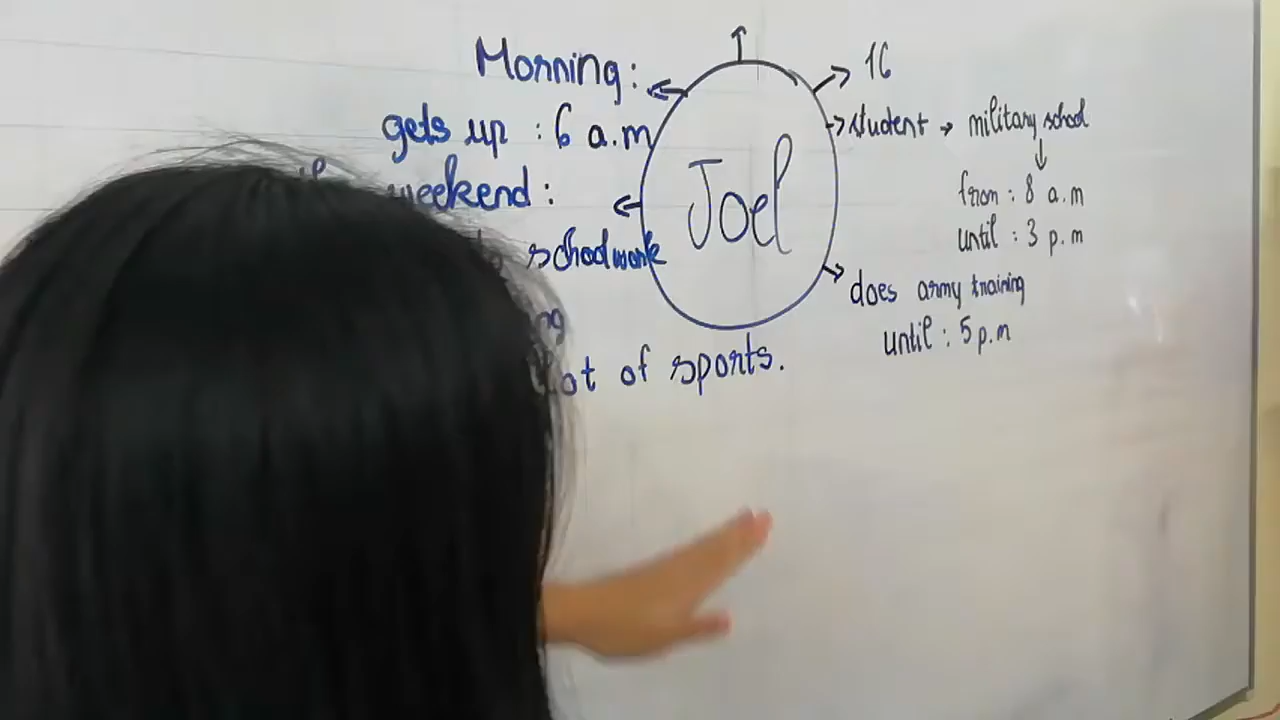 Morning:
gets up : 6 a.m
weekend :
schoolwork
lot of sports.
Joel
16
student → military school
from : 8 a.m
until : 3 p.m
does army training
until : 5 p.m